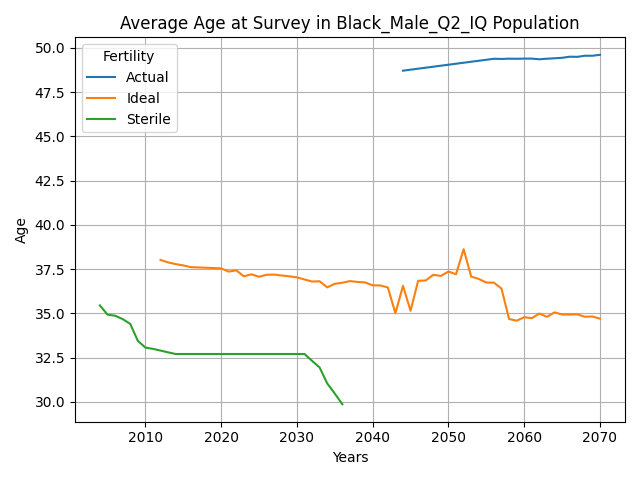 Average Age at Survey in Black_Male_Q2_IQ Population
Fertility
Actual
Ideal
Sterile
50.0
47.5
45.0
42.5
40.0
37.5
35.0
32.5
30.0
Age
2010 2020 2030 2040 2050 2060 2070
Years